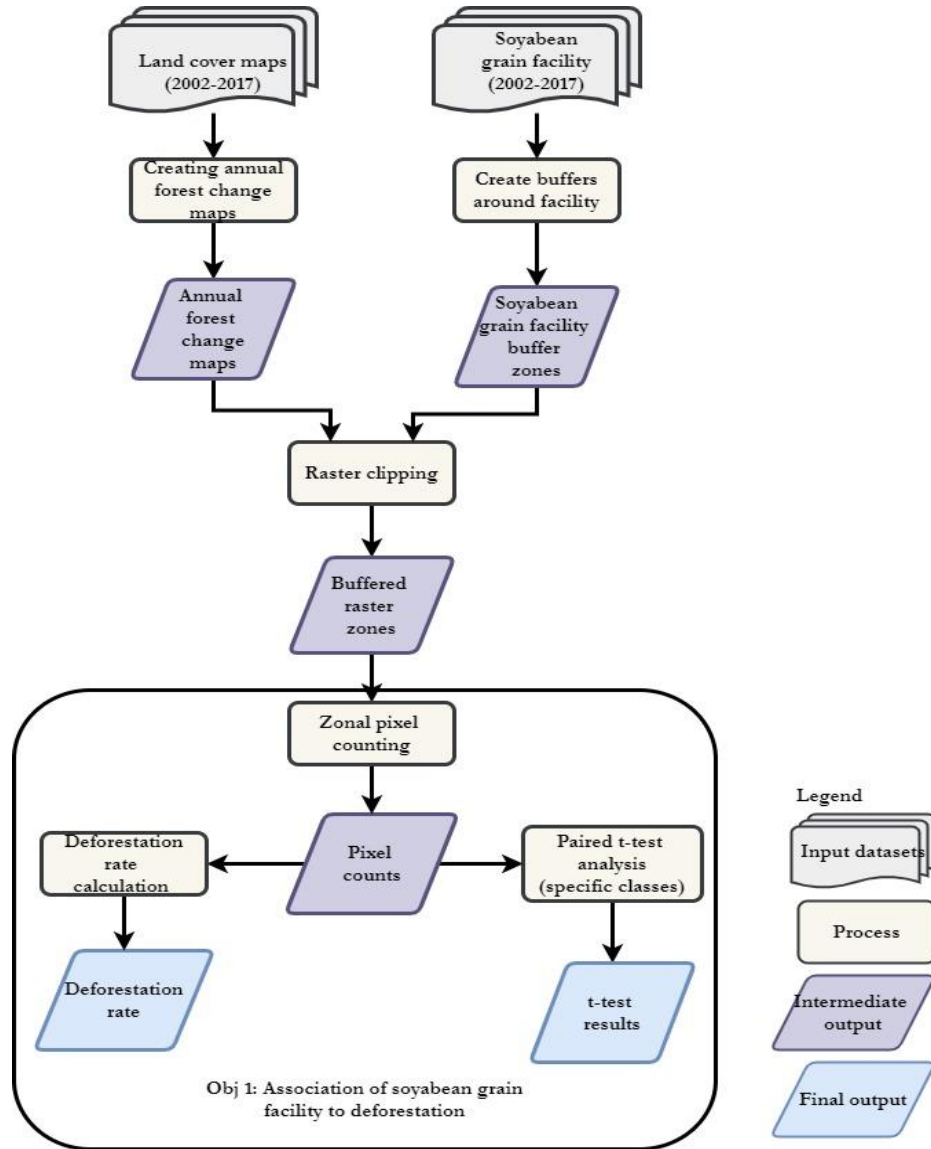 Land cover maps
(2002-2017)
Soyabean
grain facility
(2002-2017)
Creating annual
forest change
maps
Create buffers
around facility
Annual
forest
change
maps
Soyabean
grain facility
buffer
zones
Raster clipping
Buffered
raster
zones
Zonal pixel
counting
Deforestation
rate
calculation
Pixel
counts
Paired t-test
analysis
(specific classes)
Deforestation
rate
t-test
results
Obj 1: Association of soyabean grain
facility to deforestation
Legend
Input datasets
Process
Intermediate
output
Final output